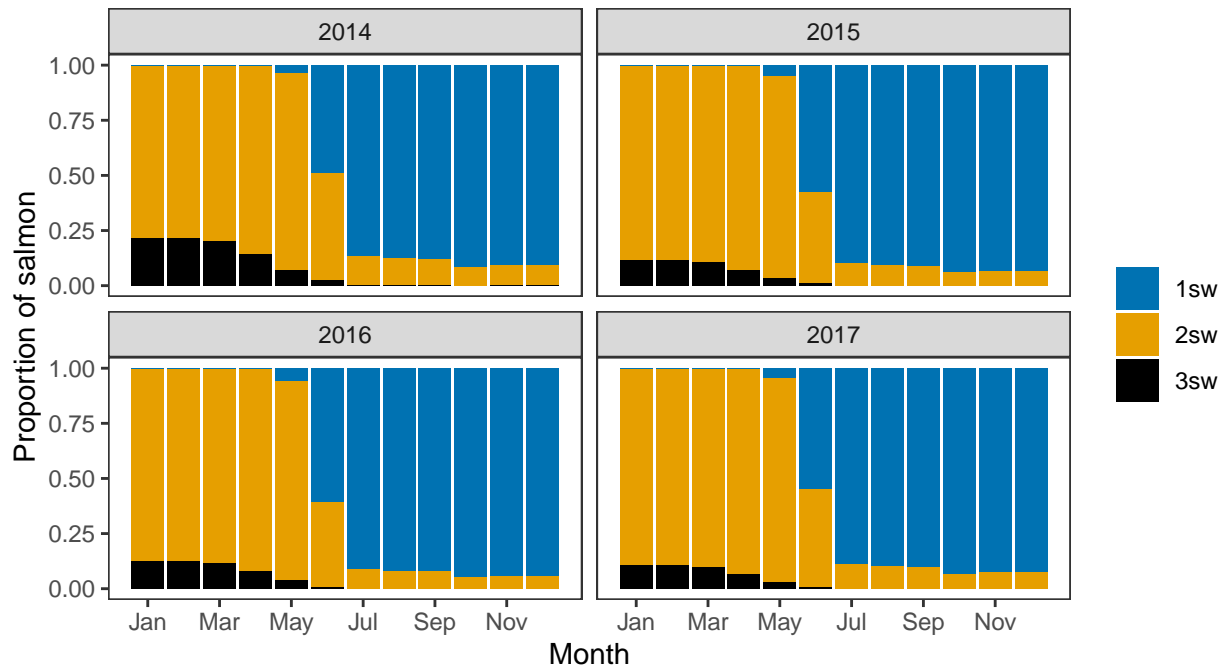 2014
2015
1.00
0.75
0.50
0.25
0.00
2016
2017
1.00
0.75
0.50
0.25
0.00
Jan Mar May Jul Sep Nov
Jan Mar May Jul Sep Nov
Month
Proportion of salmon
1sw
2sw
3sw